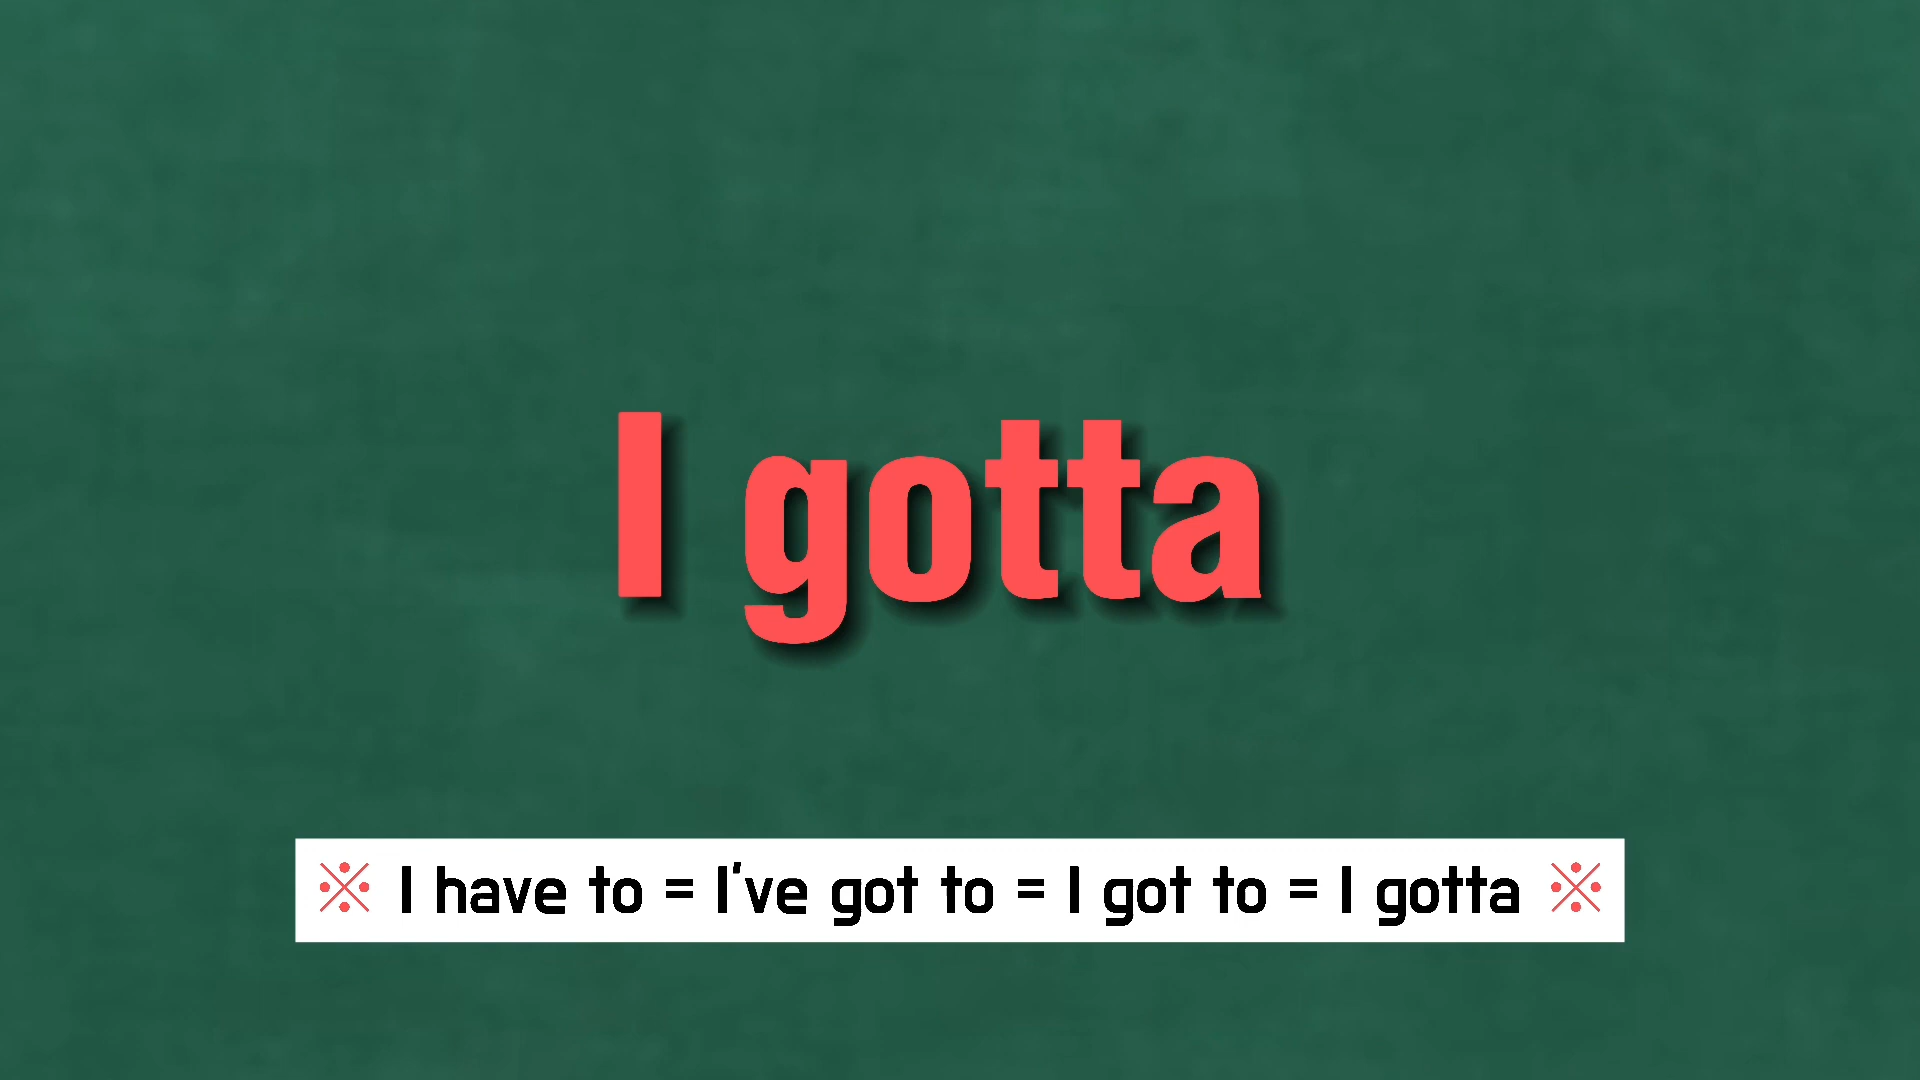 I gotta
※ I have to = I've got to = I got to = I gotta ※